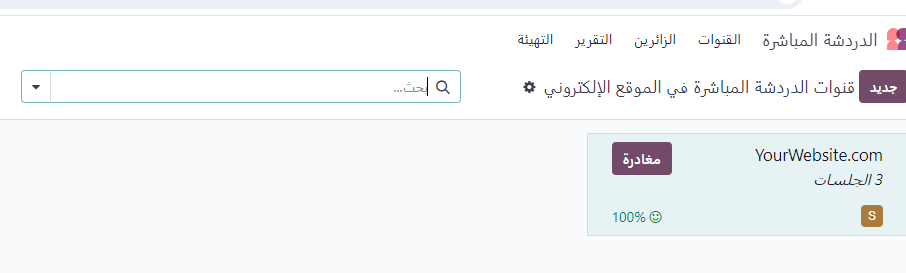 الدردشة المباشرة القنوات الزائرين التقرير التهيئة
جديد قنوات الدردشة المباشرة في الموقع الإلكتروني بحث...
YourWebsite.com مغادرة
3 الجلسات
S 100%